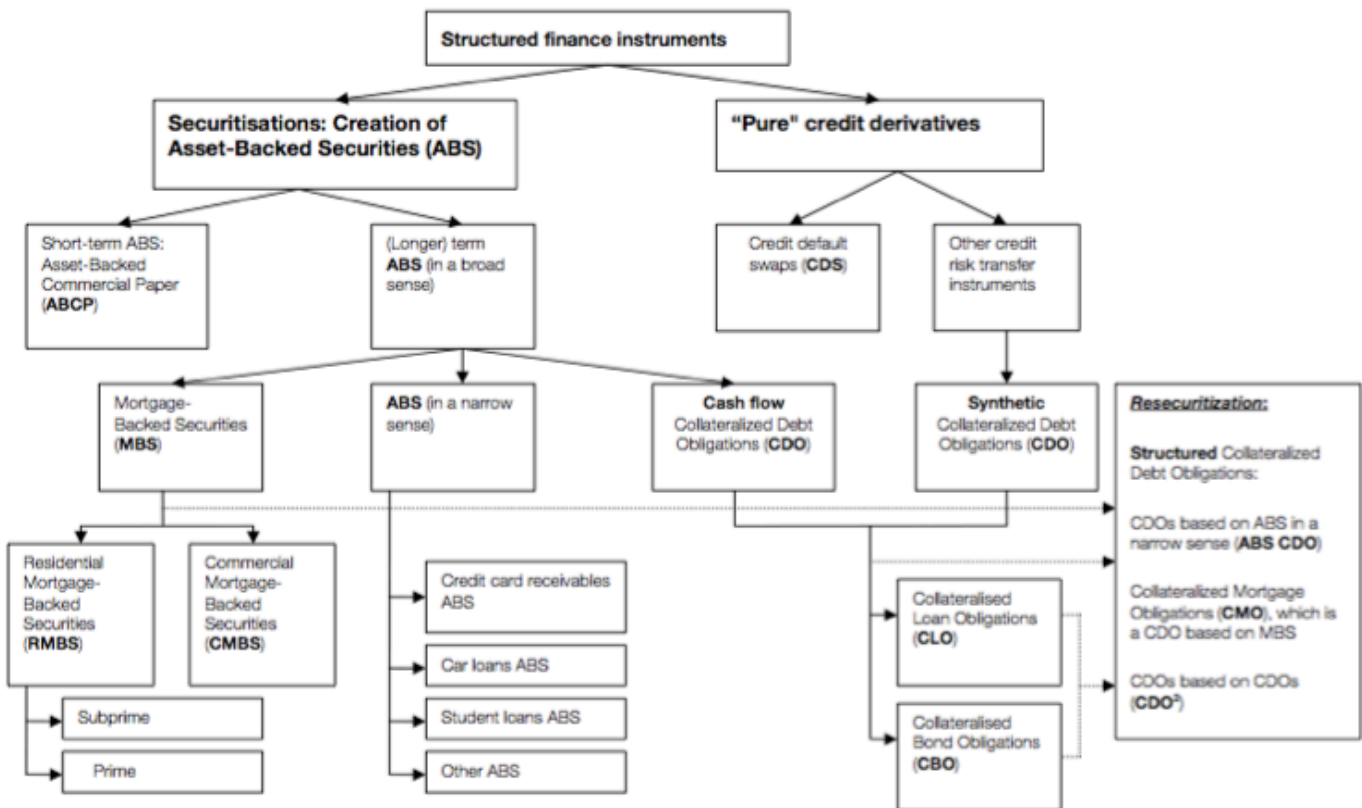 Structured finance instruments
Securitisations: Creation of
Asset-Backed Securities (ABS)
“Pure" credit derivatives
Short-term ABS:
Asset-Backed
Commercial Paper
(ABCP)
(Longer) term
ABS (in a broad
sense)
Credit default
swaps (CDS)
Other credit
risk transfer
instruments
Mortgage-
Backed Securities
(MBS)
ABS (in a narrow
sense)
Cash flow
Collateralized Debt
Obligations (CDO)
Synthetic
Collateralized Debt
Obligations (CDO)
Resecuritization:
Structured Collateralized
Debt Obligations:
CDOs based on ABS in a
narrow sense (ABS CDO)
Collateralized Mortgage
Obligations (CMO), which is
a CDO based on MBS
CDOs based on CDOs
(CDO²)
Residential
Mortgage-
Backed
Securities
(RMBS)
Commercial
Mortgage-
Backed
Securities
(CMBS)
Subprime
Prime
Credit card receivables
ABS
Car loans ABS
Student loans ABS
Other ABS
Collateralised
Loan Obligations
(CLO)
Collateralised
Bond Obligations
(CBO)